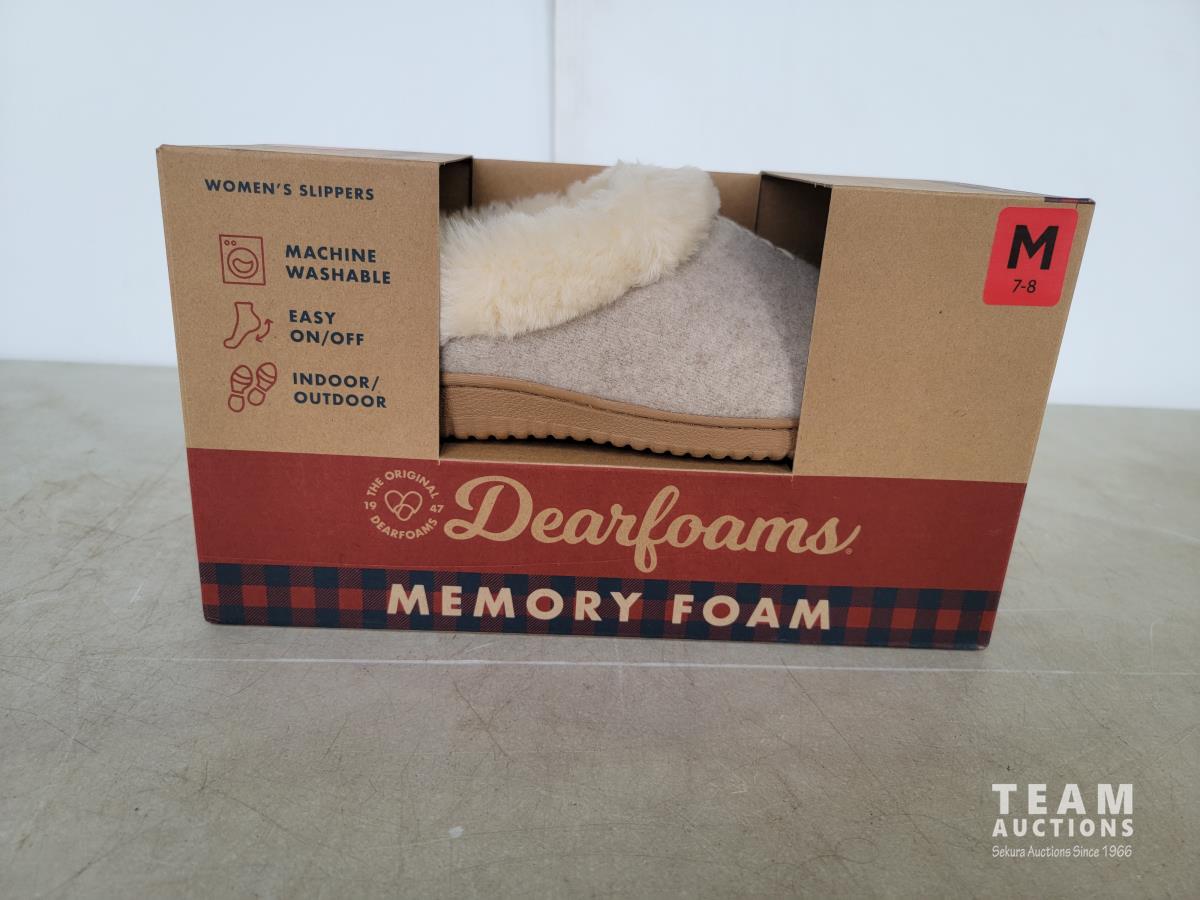 WOMEN'S SLIPPERS
MACHINE
WASHABLE
EASY
ON/OFF
INDOOR/
OUTDOOR
M
7-8
THE ORIGINAL
19 47
DEARFOAMS
Dearfoams®
MEMORY FOAM
TEAM
AUCTIONS
Sekura Auctions Since 1966